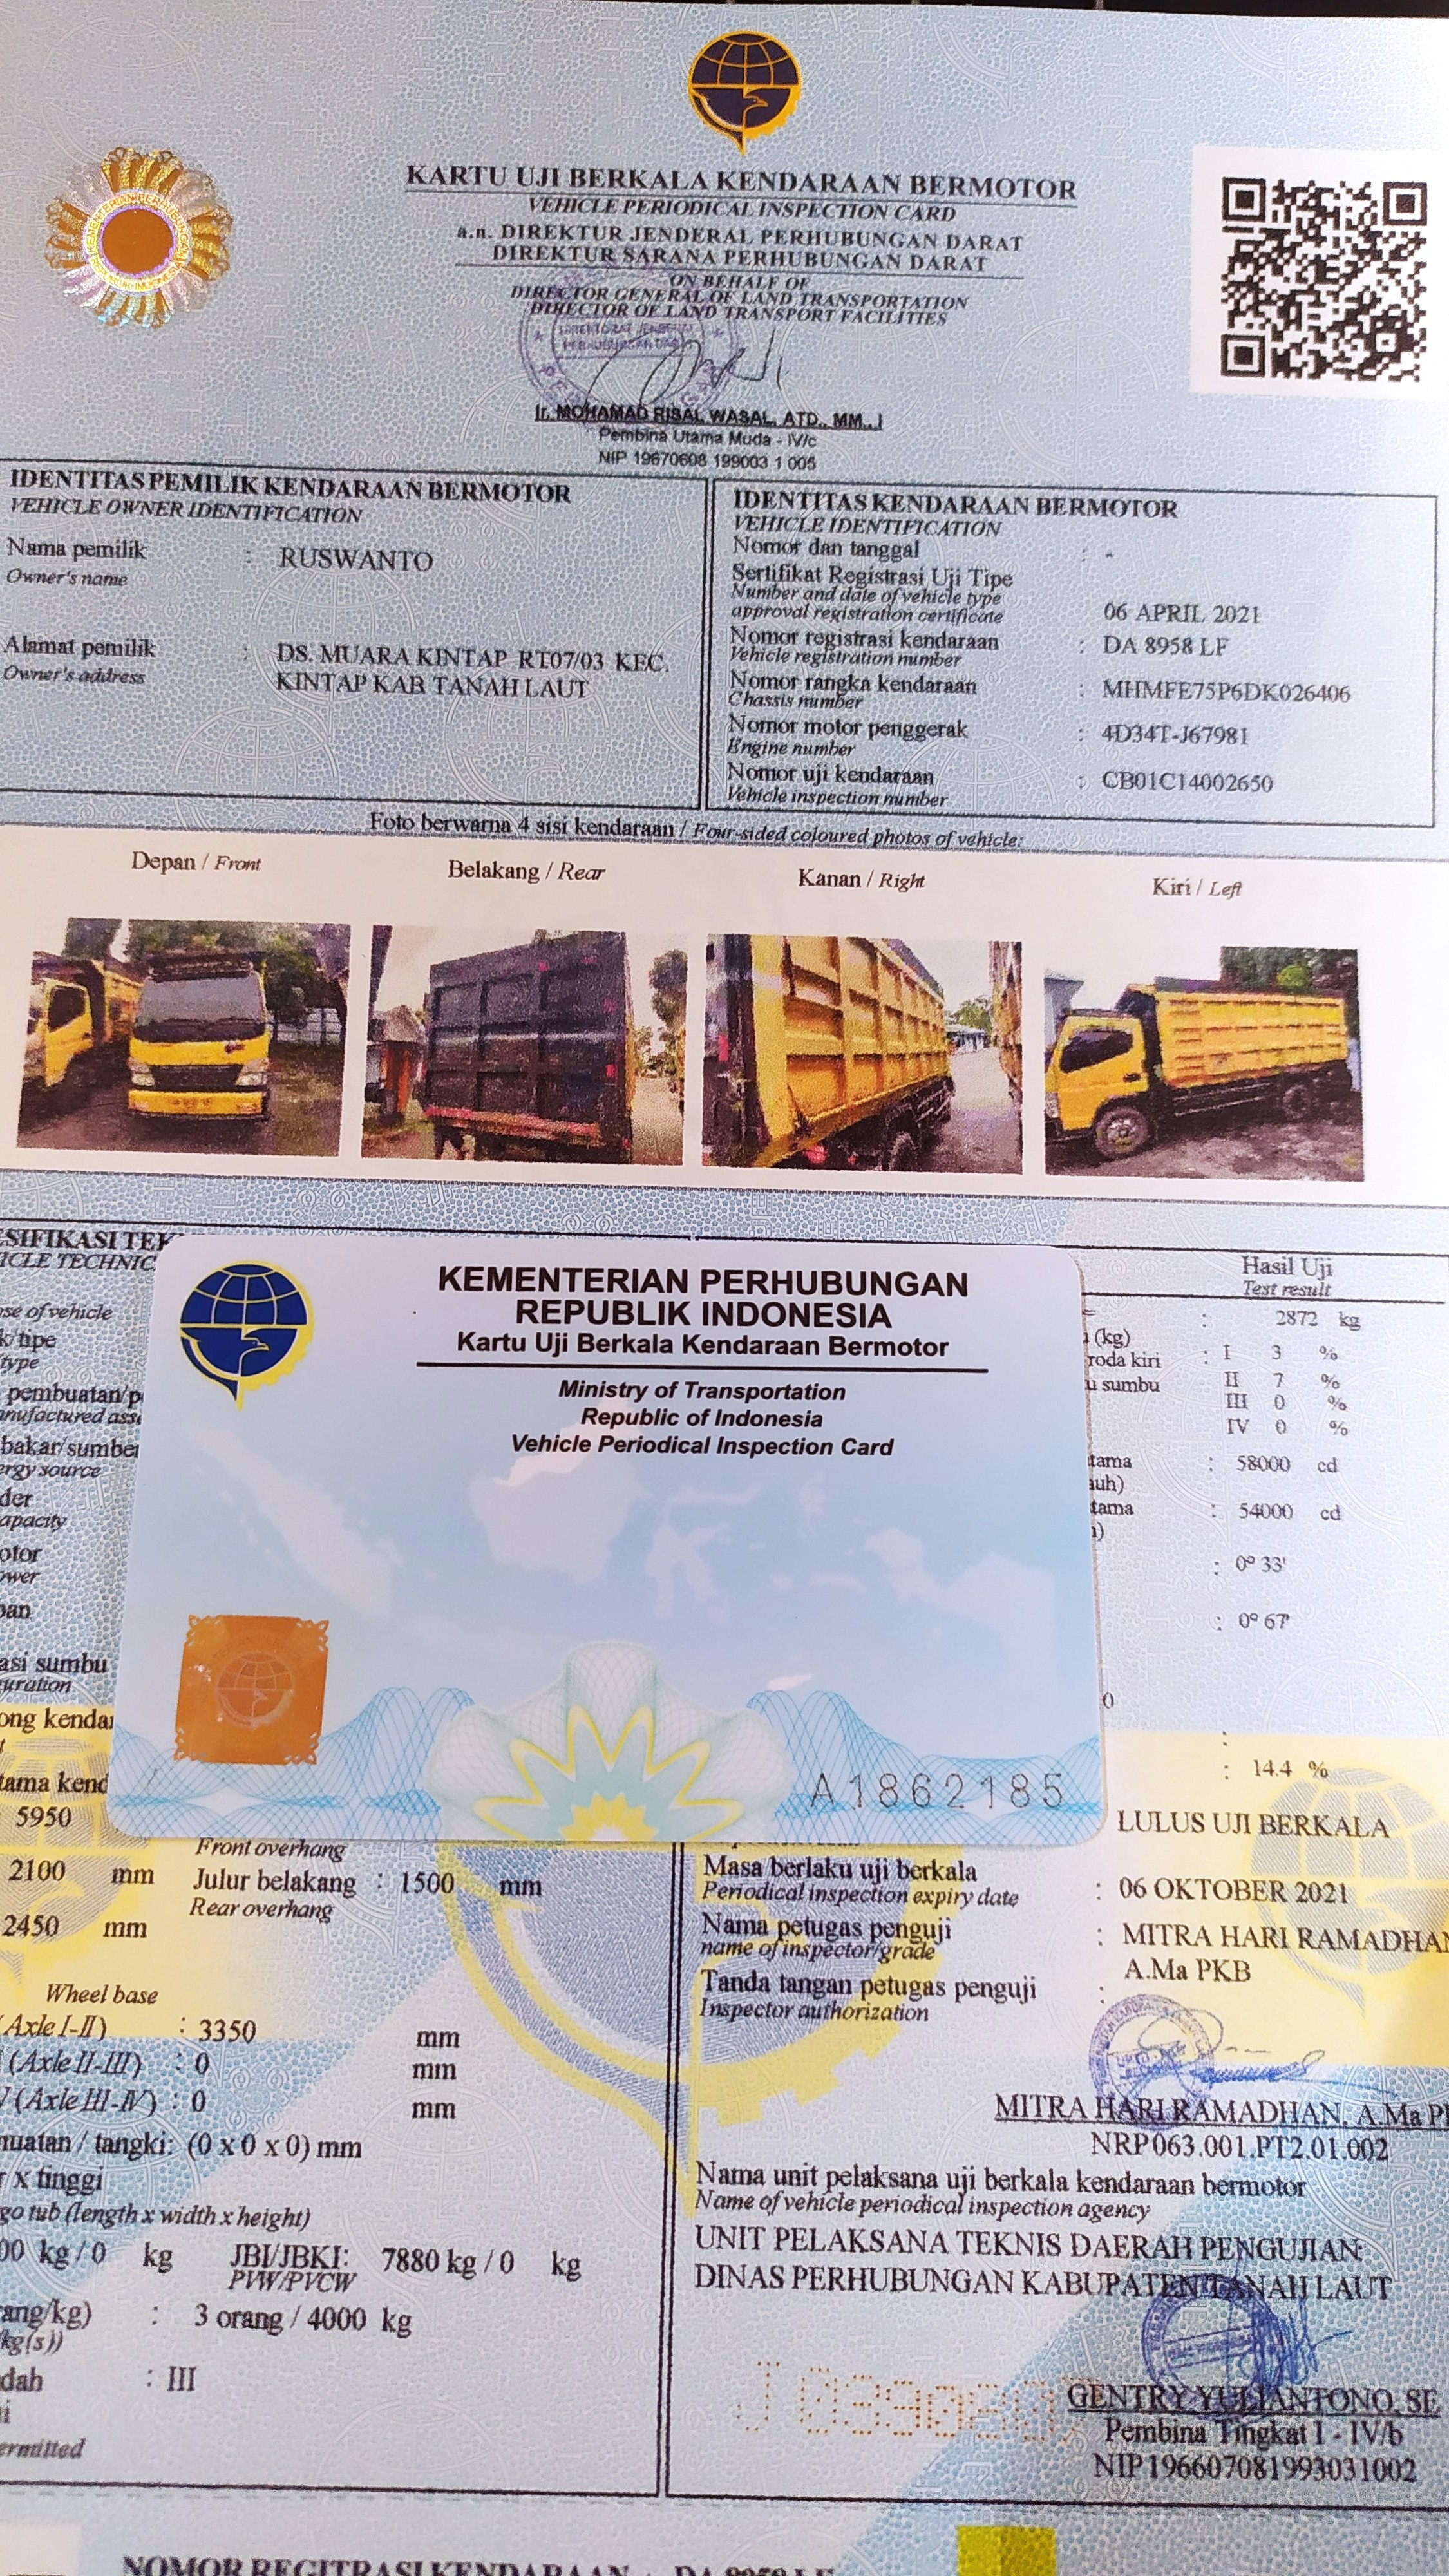 KARTU UJI BERKALA KENDARAAN BERMOTOR
VEHICLE PERIODICAL INSPECTION CARD
a.n. DIREKTUR JENDERAL PERHUBUNGAN DARAT
DIREKTUR SARANA PERHUBUNGAN DARAT
ON BEHALF OF
DIRECTOR GENERAL OF LAND TRANSPORTATION
DIRECTOR OF LAND TRANSPORT FACILITIES
Ir. MOHAMAD RISAL WASAL, ATD., MM.,
Pembina Utama Muda - IV/c
NIP 19670608 199003 1 005
IDENTITAS PEMILIK KENDARAAN BERMOTOR
VEHICLE OWNER IDENTIFICATION
Nama pemilik : RUSWANTO
Owner's name
Alamat pemilik : DS. MUARA KINTAP RT07/03 KEC.
Owner's address KINTAP KAB TANAH LAUT
IDENTITAS KENDARAAN BERMOTOR
VEHICLE IDENTIFICATION
Nomor dan tanggal : -
Sertifikat Registrasi Uji Tipe
Number and date of vehicle type
approval registration certificate 06 APRIL 2021
Nomor registrasi kendaraan : DA 8958 LF
Vehicle registration number
Nomor rangka kendaraan : MHMFE75P6DK026406
Chassis number
Nomor motor penggerak : 4D34T-J67981
Engine number
Nomor uji kendaraan : CB01C14002650
Vehicle inspection number
Foto berwarna 4 sisi kendaraan / Four-sided coloured photos of vehicle:
Depan / Front
Belakang / Rear
Kanan / Right
Kiri / Left
SIFIKASI TEK
ICLE TECHNIC
se of vehicle
k/tipe
type
pembuatan/p
anufactured ass
bakar/sumber
ergy source
der
apacity
otor
ower
an
asi sumbu
uration
ong kendar
tama kend
5950
2100 mm
2450 mm
KEMENTERIAN PERHUBUNGAN
REPUBLIK INDONESIA
Kartu Uji Berkala Kendaraan Bermotor
Ministry of Transportation
Republic of Indonesia
Vehicle Periodical Inspection Card
A1862185
Hasil Uji
Test result
: 2872 kg
(kg)
roda kiri : I 3 %
u sumbu II 7 %
III 0 %
IV 0 %
tama : 58000 cd
auh)
tama : 54000 cd
: 0° 33'
: 0° 67'
0
: 14.4 %
LULUS UJI BERKALA
Front overhang
Julur belakang : 1500 mm
Rear overhang
Wheel base
(Axle I-II) : 3350 mm
(Axle II-III) : 0 mm
(Axle III-IV) : 0 mm
muatan / tangki: (0 x 0 x 0) mm
r x tinggi
go tub (length x width x height)
00 kg / 0 kg JBI/JBKI: 7880 kg / 0 kg
PVW/PVCW
rang/kg) : 3 orang / 4000 kg
kg(s))
dah : III
i
ermitted
Masa berlaku uji berkala : 06 OKTOBER 2021
Periodical inspection expiry date
Nama petugas penguji : MITRA HARI RAMADHAN
name of inspector/grade A.Ma PKB
Tanda tangan petugas penguji :
Inspector authorization
MITRA HARI RAMADHAN, A.Ma P
NRP 063.001.PT2.01.002
Nama unit pelaksana uji berkala kendaraan bermotor
Name of vehicle periodical inspection agency
UNIT PELAKSANA TEKNIS DAERAH PENGUJIAN
DINAS PERHUBUNGAN KABUPATEN TANAH LAUT
GENTRY YULIANTONO, SE
Pembina Tingkat I - IV/b
NIP 196607081993031002
NOMOR REGITRASI KENDARAAN : DA 8958 LF